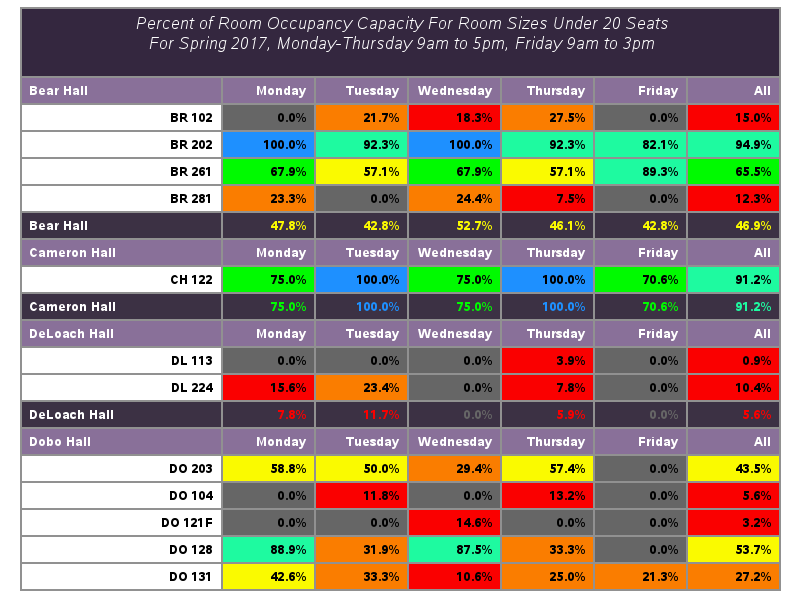 Percent of Room Occupancy Capacity For Room Sizes Under 20 Seats
For Spring 2017, Monday-Thursday 9am to 5pm, Friday 9am to 3pm
Bear Hall Monday Tuesday Wednesday Thursday Friday All
BR 102 0.0% 21.7% 18.3% 27.5% 0.0% 15.0%
BR 202 100.0% 92.3% 100.0% 92.3% 82.1% 94.9%
BR 261 67.9% 57.1% 67.9% 57.1% 89.3% 65.5%
BR 281 23.3% 0.0% 24.4% 7.5% 0.0% 12.3%
Bear Hall 47.8% 42.8% 52.7% 46.1% 42.8% 46.9%
Cameron Hall Monday Tuesday Wednesday Thursday Friday All
CH 122 75.0% 100.0% 75.0% 100.0% 70.6% 91.2%
Cameron Hall 75.0% 100.0% 75.0% 100.0% 70.6% 91.2%
DeLoach Hall Monday Tuesday Wednesday Thursday Friday All
DL 113 0.0% 0.0% 0.0% 3.9% 0.0% 0.9%
DL 224 15.6% 23.4% 0.0% 7.8% 0.0% 10.4%
DeLoach Hall 7.8% 11.7% 0.0% 5.9% 0.0% 5.6%
Dobo Hall Monday Tuesday Wednesday Thursday Friday All
DO 203 58.8% 50.0% 29.4% 57.4% 0.0% 43.5%
DO 104 0.0% 11.8% 0.0% 13.2% 0.0% 5.6%
DO 121F 0.0% 0.0% 14.6% 0.0% 0.0% 3.2%
DO 128 88.9% 31.9% 87.5% 33.3% 0.0% 53.7%
DO 131 42.6% 33.3% 10.6% 25.0% 21.3% 27.2%